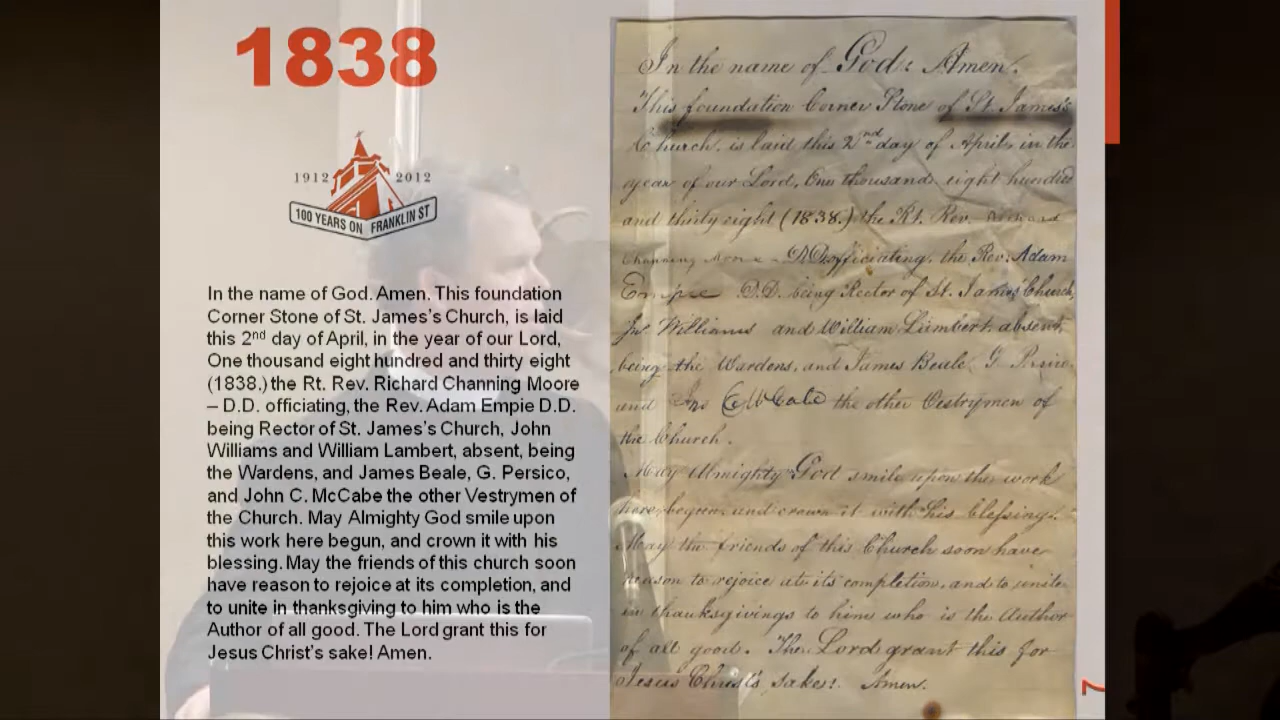 1838
1912 2012
100 YEARS ON FRANKLIN ST
In the name of God. Amen. This foundation
Corner Stone of St. James's Church, is laid
this 2nd day of April, in the year of our Lord,
One thousand eight hundred and thirty eight
(1838.) the Rt. Rev. Richard Channing Moore
– D.D. officiating, the Rev. Adam Empie D.D.
being Rector of St. James's Church, John
Williams and William Lambert, absent, being
the Wardens, and James Beale, G. Persico,
and John C. McCabe the other Vestrymen of
the Church. May Almighty God smile upon
this work here begun, and crown it with his
blessing. May the friends of this church soon
have reason to rejoice at its completion, and
to unite in thanksgiving to him who is the
Author of all good. The Lord grant this for
Jesus Christ's sake! Amen.
In the name of God: Amen.
This foundation Corner Stone of St. James's
Church, is laid this 2nd day of April, in the
year of our Lord, One thousand eight hundred
and thirty eight (1838.) the Rt. Rev. Richard
Channing Moore - D.D. officiating, the Rev. Adam
Empie D.D. being Rector of St. James' Church,
Jno Williams and William Lambert, absent,
being the Wardens, and James Beale, G.
and Jno C. McCabe the other Vestrymen of
the Church.
May Almighty God smile upon the work
here begun, and crown it with his blessing.
May the friends of this Church soon have
reason to rejoice at its completion, and to unite
in thanksgivings to him who is the Author
of all good. The Lord grant this for
Jesus Christ's sake! Amen.
7